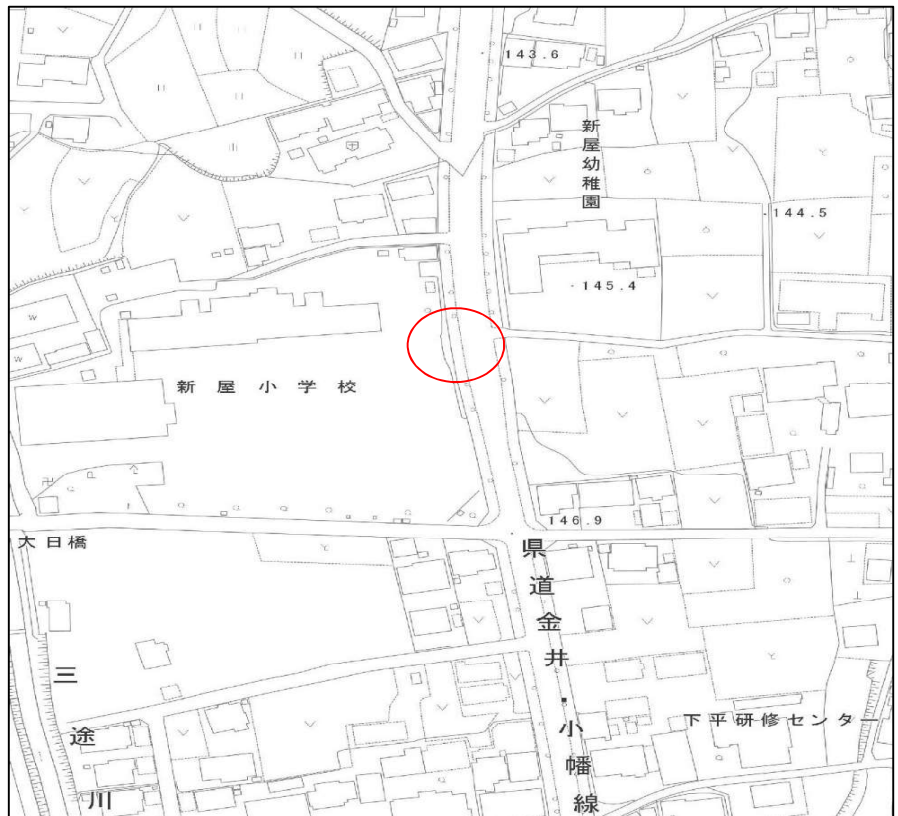 143.6
新屋幼稚園
144.5
145.4
新屋小学校
146.9
大日橋
県道金井・小幡線
三途川
下平研修センター